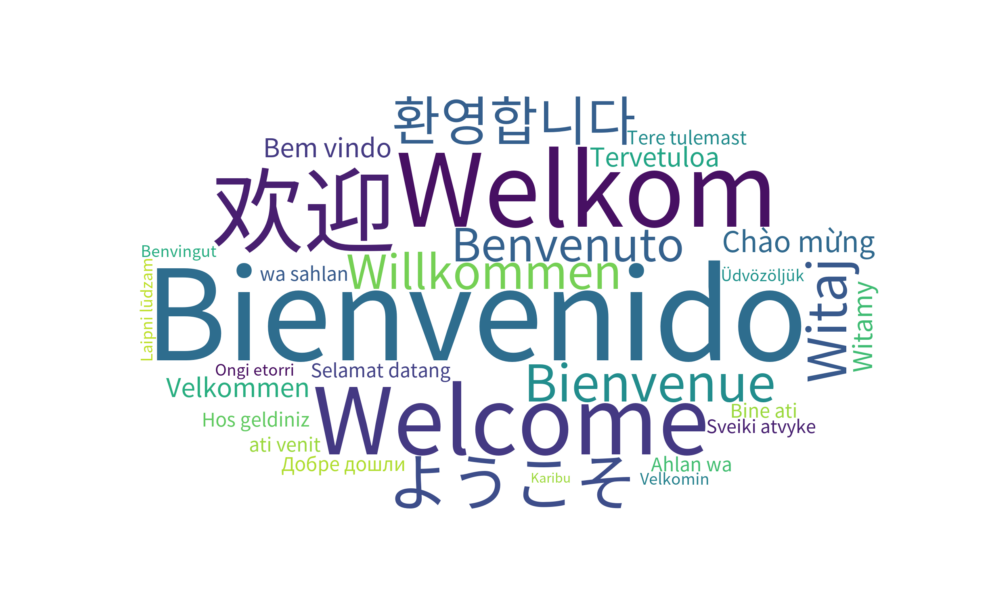 환영합니다
Tere tulemast
Bem vindo
Tervetuloa
Welkom
欢迎
Benvenuto
Chào mừng
Benvingut
wa sahlan
Willkommen
Üdvözöljük
Laipni lūdzam
Bienvenido
Witaj
Witamy
Ongi etorri
Selamat datang
Bienvenue
Velkommen
Welcome
Bine ati
Hos geldiniz
Sveiki atvyke
ati venit
Добре дошли
ようこそ
Karibu
Ahlan wa
Velkomin